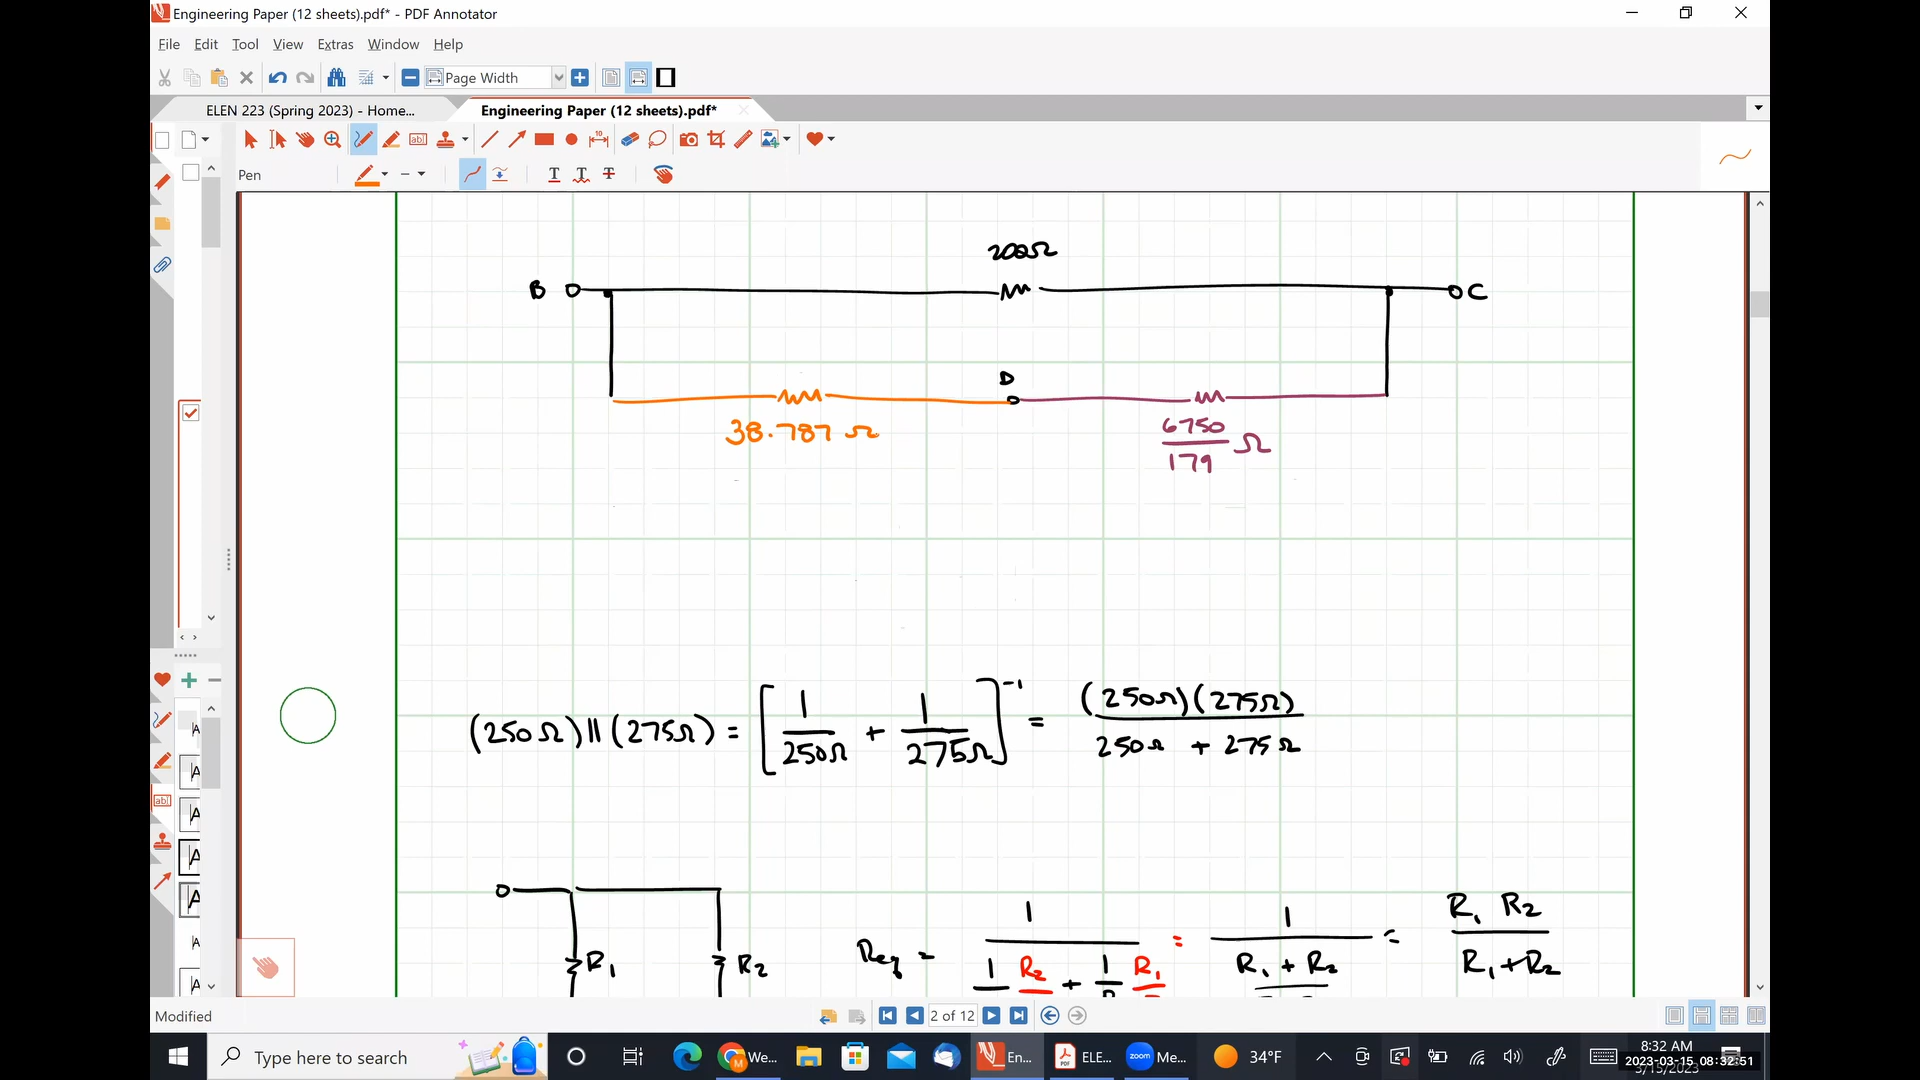 Engineering Paper (12 sheets).pdf* - PDF Annotator
File Edit Tool View Extras Window Help
Page Width
ELEN 223 (Spring 2023) - Home...
Engineering Paper (12 sheets).pdf*
Pen
200Ω
B
C
D
38.787 Ω
6750
179 Ω
(250Ω)||(275Ω) = [1/250Ω + 1/275Ω]⁻¹ = (250Ω)(275Ω)/250Ω + 275Ω
R₁ R₂
Req = 1/ 1 R₂ + 1 R₁ = 1/ R₁ + R₂ = R₁ R₂/R₁+R₂
Modified
2 of 12
Type here to search
We...
En...
ELE...
zoom
Me...
34°F
8:32 AM
2023-03-15 08:32:51